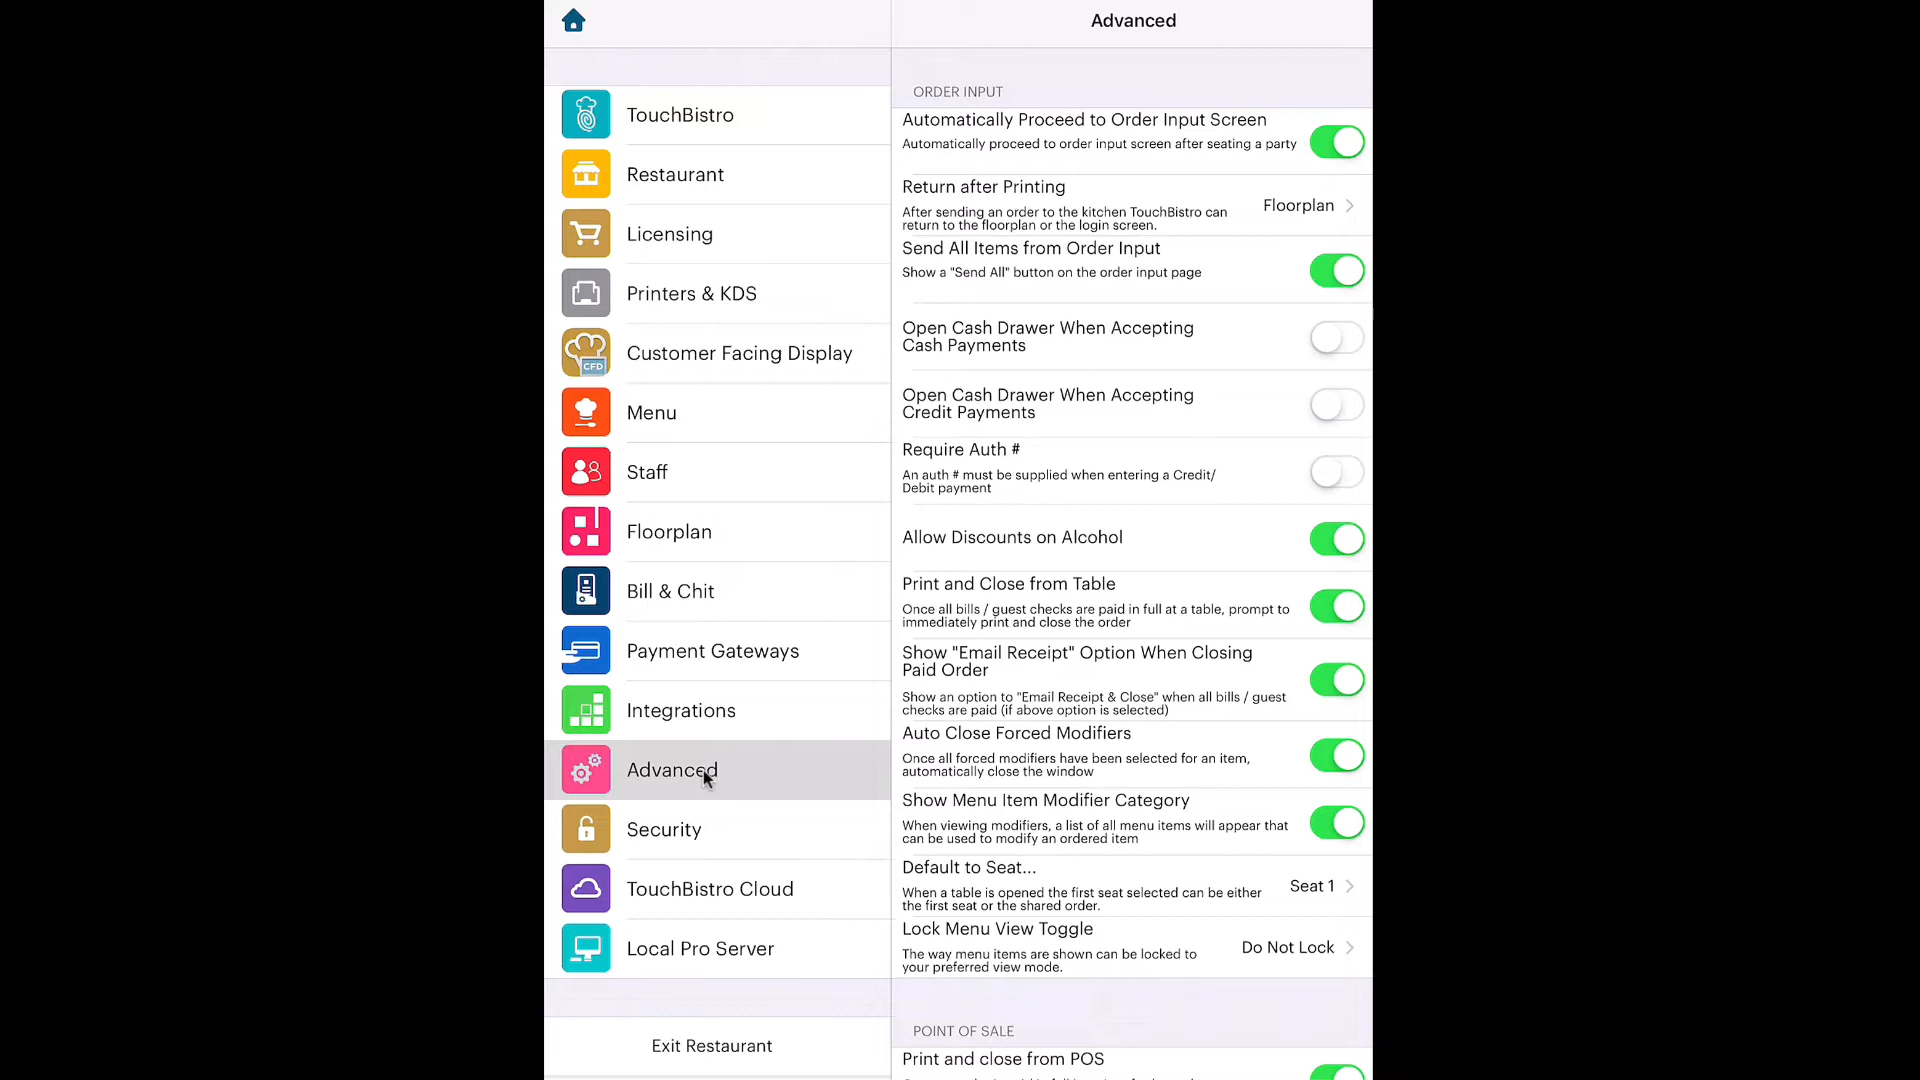 Advanced
TouchBistro
Restaurant
Licensing
Printers & KDS
CFD
Customer Facing Display
Menu
Staff
Floorplan
Bill & Chit
Payment Gateways
Integrations
Advanced
Security
TouchBistro Cloud
Local Pro Server
Exit Restaurant
ORDER INPUT
Automatically Proceed to Order Input Screen
Automatically proceed to order input screen after seating a party
Return after Printing
After sending an order to the kitchen TouchBistro can
return to the floorplan or the login screen.
Floorplan
Send All Items from Order Input
Show a "Send All" button on the order input page
Open Cash Drawer When Accepting
Cash Payments
Open Cash Drawer When Accepting
Credit Payments
Require Auth #
An auth # must be supplied when entering a Credit/
Debit payment
Allow Discounts on Alcohol
Print and Close from Table
Once all bills / guest checks are paid in full at a table, prompt to
immediately print and close the order
Show "Email Receipt" Option When Closing
Paid Order
Show an option to "Email Receipt & Close" when all bills / guest
checks are paid (if above option is selected)
Auto Close Forced Modifiers
Once all forced modifiers have been selected for an item,
automatically close the window
Show Menu Item Modifier Category
When viewing modifiers, a list of all menu items will appear that
can be used to modify an ordered item
Default to Seat...
When a table is opened the first seat selected can be either
the first seat or the shared order.
Seat 1
Lock Menu View Toggle
The way menu items are shown can be locked to
your preferred view mode.
Do Not Lock
POINT OF SALE
Print and close from POS